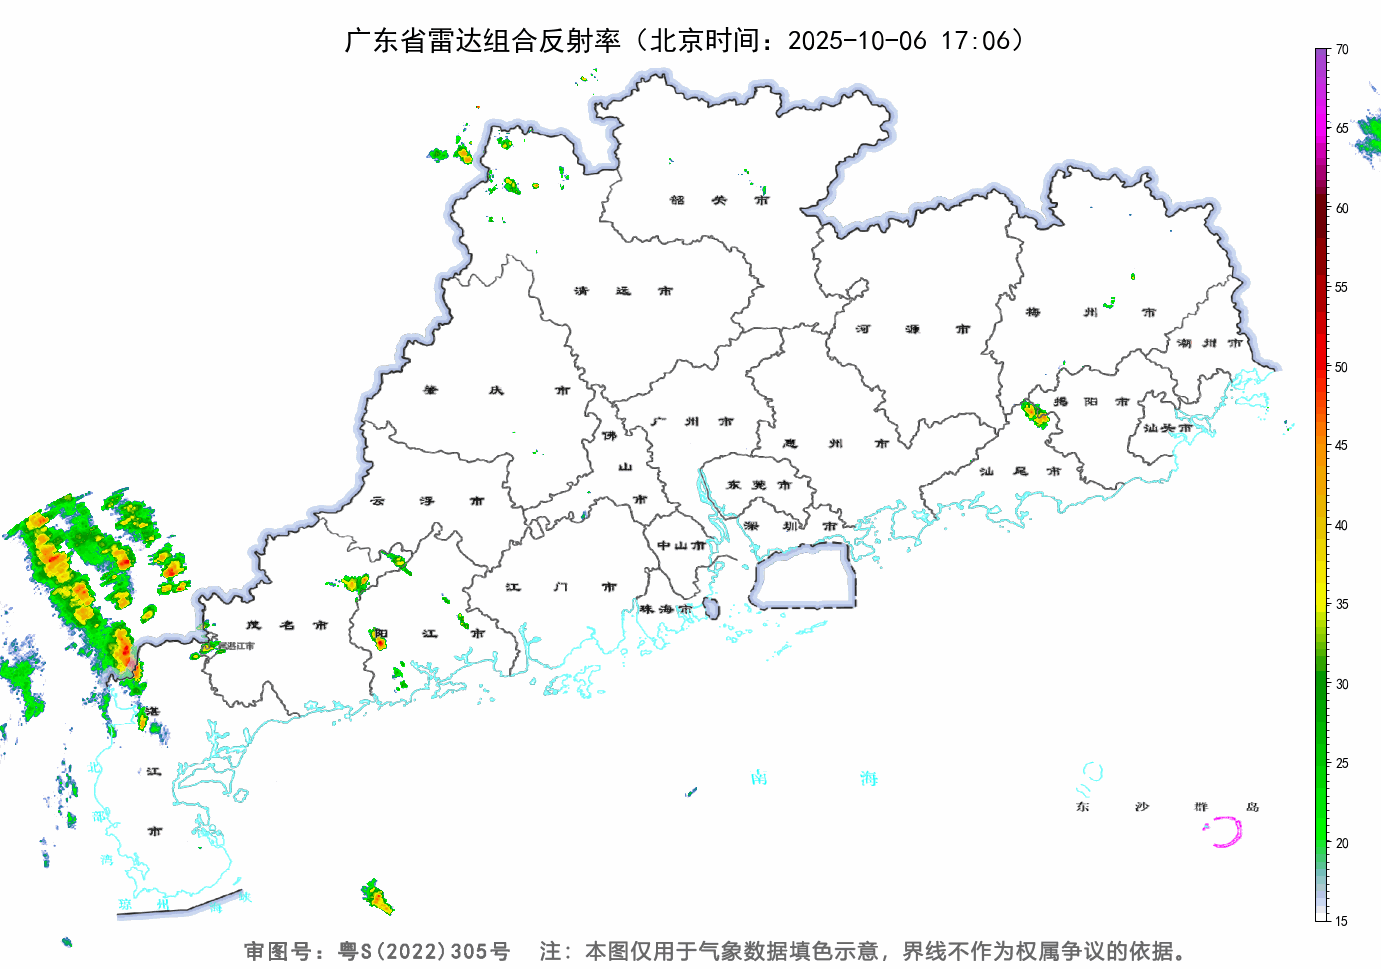 广东省雷达组合反射率（北京时间：2025-10-06 17:06）
70
65
60
55
50
45
40
35
30
25
20
15
韶关市
清远市
河源市
梅州市
潮州市
肇庆市
广州市
佛山市
惠州市
揭阳市
汕头市
汕尾市
云浮市
东莞市
深圳市
中山市
江门市
珠海市
茂名市
阳江市
湛江市
湛江市
北部湾
琼州海峡
南海
东沙群岛
审图号：粤S(2022)305号 注：本图仅用于气象数据填色示意，界线不作为权属争议的依据。